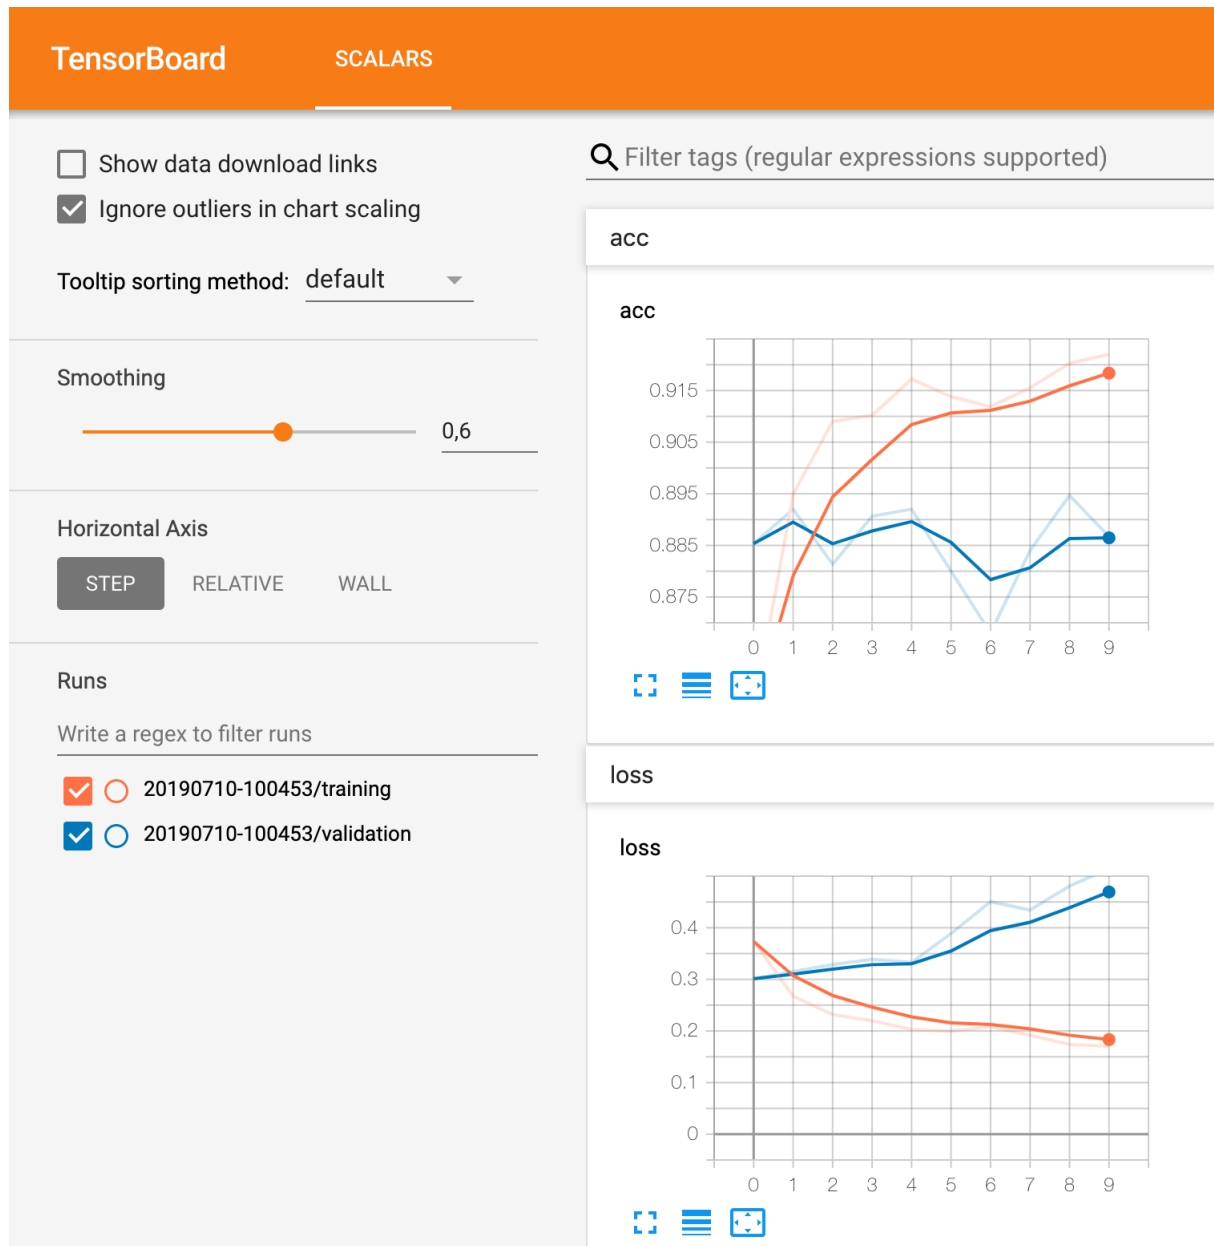 TensorBoard SCALARS
Show data download links
Ignore outliers in chart scaling
Tooltip sorting method: default
Smoothing
0,6
Horizontal Axis
STEP RELATIVE WALL
Runs
Write a regex to filter runs
20190710-100453/training
20190710-100453/validation
Filter tags (regular expressions supported)
acc
acc
0.915
0.905
0.895
0.885
0.875
0 1 2 3 4 5 6 7 8 9
loss
loss
0.4
0.3
0.2
0.1
0
0 1 2 3 4 5 6 7 8 9